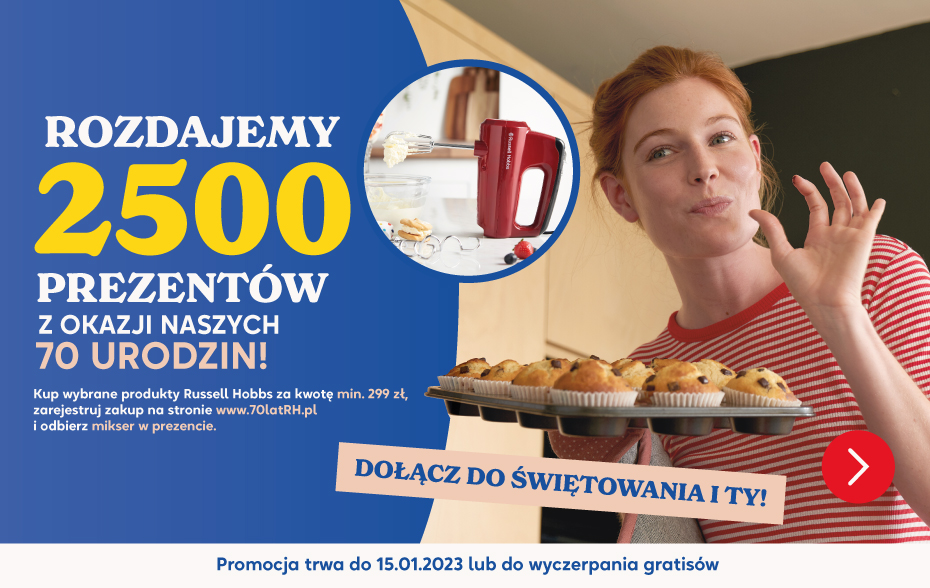 ROZDAJEMY
2500
PREZENTÓW
Z OKAZJI NASZYCH
70 URODZIN!
Kup wybrane produkty Russell Hobbs za kwotę min. 299 zł,
zarejestruj zakup na stronie www.70latRH.pl
i odbierz mikser w prezencie.
Russell Hobbs
DOŁĄCZ DO ŚWIĘTOWANIA I TY!
Promocja trwa do 15.01.2023 lub do wyczerpania gratisów